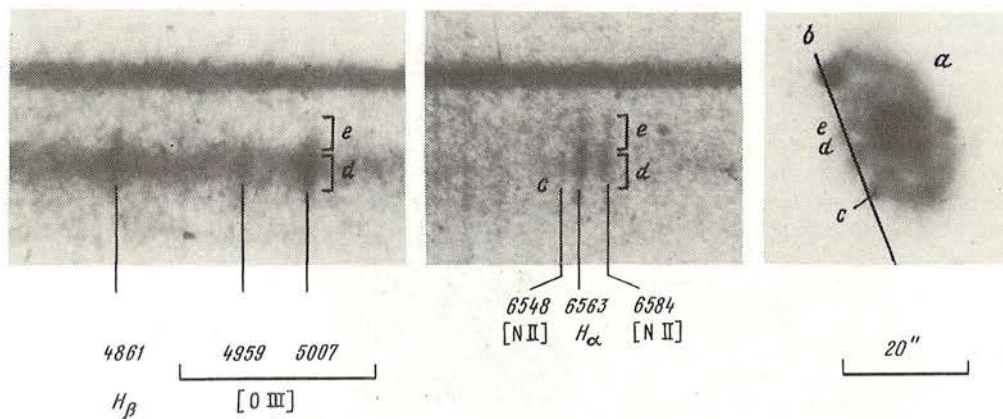 b
a
e
d
e
d
c
e
d
c
6548 6563 6584
[N II] Hα [N II]
4861 4959 5007
20"
Hβ [O III]